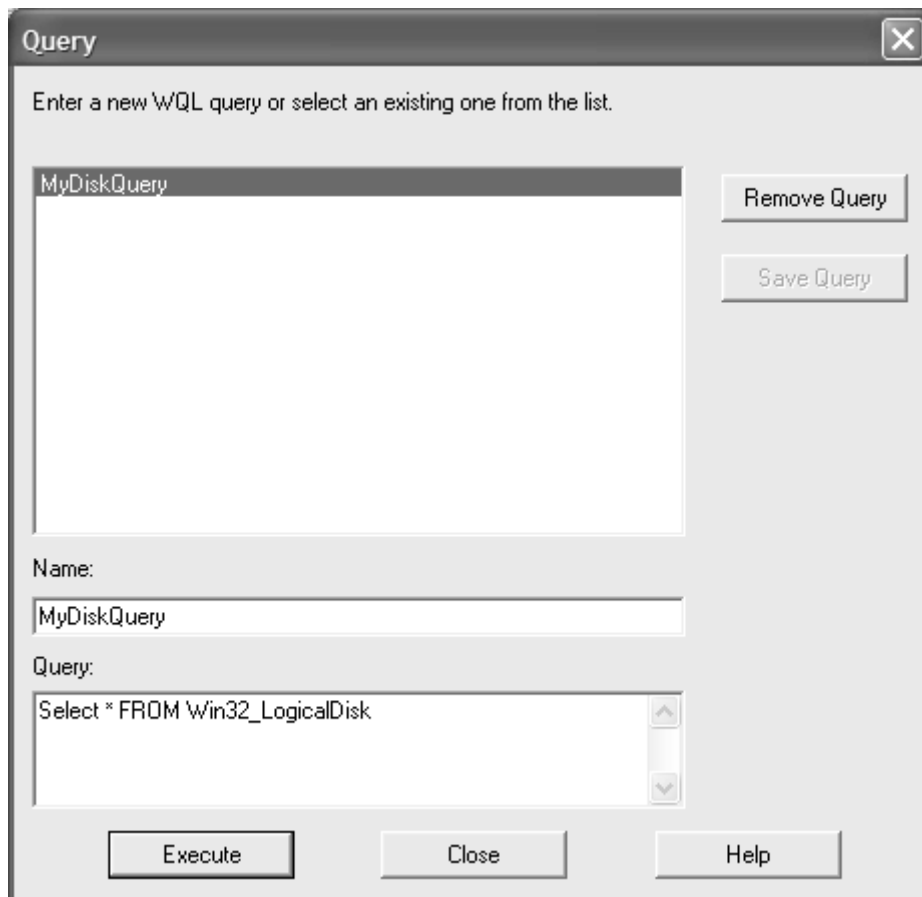 Query
Enter a new WQL query or select an existing one from the list.
MyDiskQuery
Remove Query
Save Query
Name:
MyDiskQuery
Query:
Select * FROM Win32_LogicalDisk
Execute
Close
Help